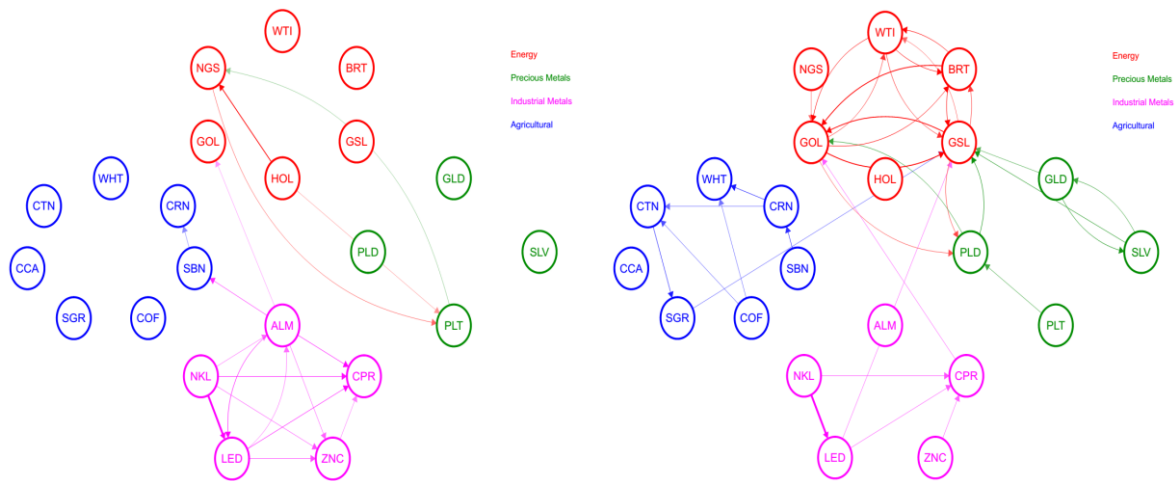 WTI
NGS
BRT
GOL
GSL
HOL
WHT
CTN
CRN
GLD
CCA
SBN
PLD
SLV
SGR
COF
ALM
PLT
NKL
CPR
LED
ZNC
Energy
Precious Metals
Industrial Metals
Agricultural
WTI
NGS
BRT
GOL
GSL
HOL
WHT
CTN
CRN
GLD
CCA
SBN
PLD
SLV
SGR
COF
ALM
PLT
NKL
CPR
LED
ZNC
Energy
Precious Metals
Industrial Metals
Agricultural